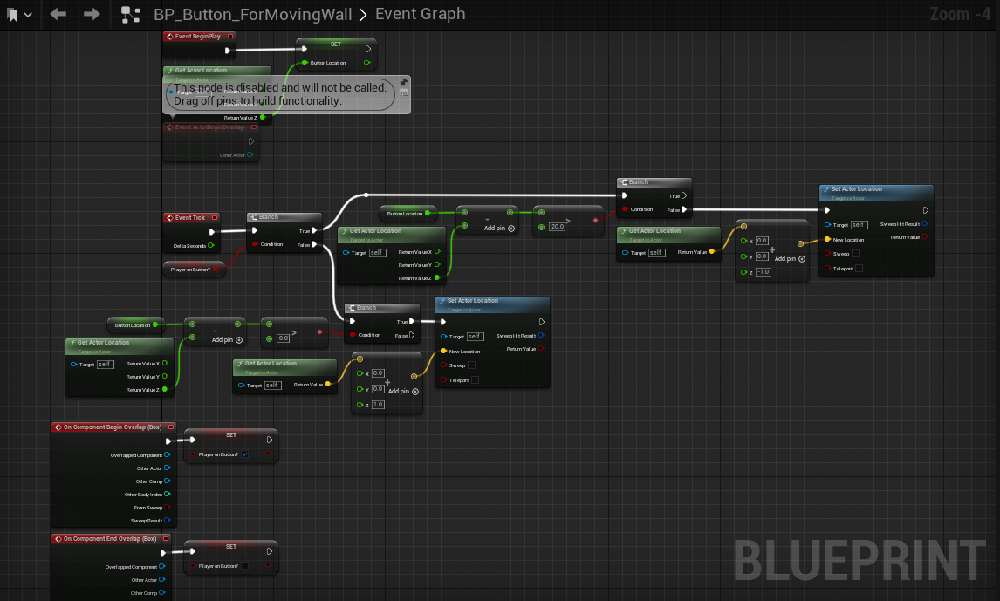 BP_Button_ForMovingWall > Event Graph
Zoom -4
Event BeginPlay
SET
Button Location
Get Actor Location
This node is disabled and will not be called.
Drag off pins to build functionality.
Target
Return Value Z
Event ActorBeginOverlap
Other Actor
Event Tick
Delta Seconds
Player on Button?
Branch
True
Condition
False
Button Location
-
Add pin
20.0
>
Get Actor Location
Target is Actor
Target self
Return Value X
Return Value Y
Return Value Z
Branch
True
Condition
False
Get Actor Location
Target is Actor
Target self
Return Value
X 0.0
Y 0.0
Z -1.0
+
Add pin
Set Actor Location
Target is Actor
Target self
Sweep Hit Result
New Location
Return Value
Sweep
Teleport
Button Location
-
Add pin
0.0
>
Get Actor Location
Target is Actor
Target self
Return Value X
Return Value Y
Return Value Z
Branch
True
Condition
False
Get Actor Location
Target is Actor
Target self
Return Value
X 0.0
Y 0.0
Z 1.0
+
Add pin
Set Actor Location
Target is Actor
Target self
Sweep Hit Result
New Location
Return Value
Sweep
Teleport
On Component Begin Overlap (Box)
Overlapped Component
Other Actor
Other Comp
Other Body Index
From Sweep
Sweep Result
SET
Player on Button?
On Component End Overlap (Box)
Overlapped Component
Other Actor
Other Comp
SET
Player on Button?
BLUEPRINT